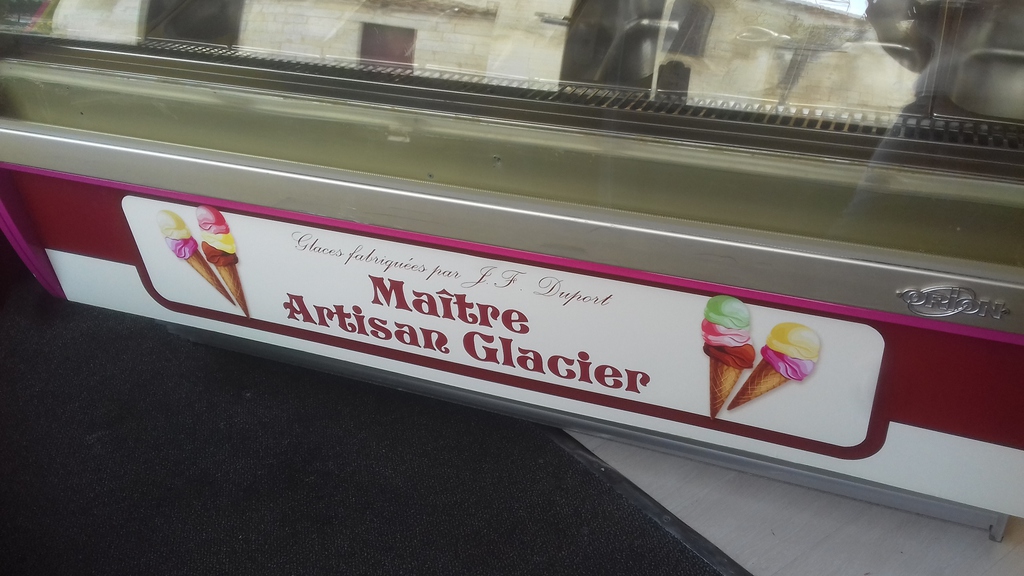 Glaces fabriquées par J.F. Duport
Maître
Artisan Glacier
ORION